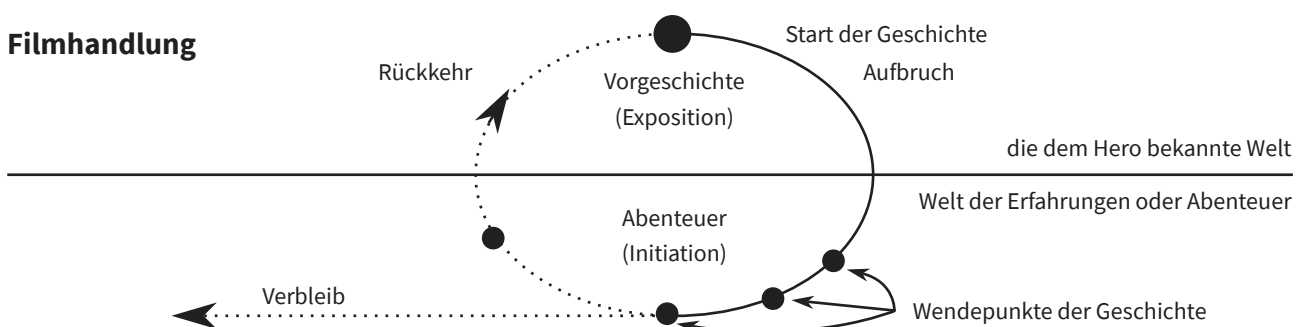 Filmhandlung
Start der Geschichte
Aufbruch
Rückkehr
Vorgeschichte
(Exposition)
die dem Hero bekannte Welt
Welt der Erfahrungen oder Abenteuer
Abenteuer
(Initiation)
Verbleib
Wendepunkte der Geschichte